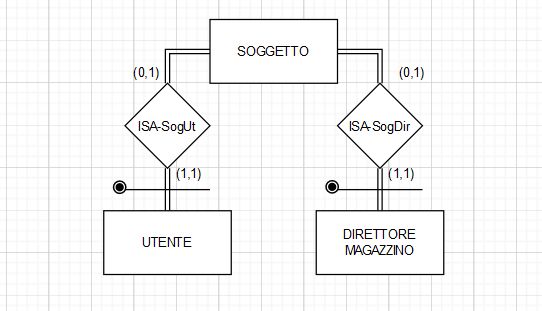 SOGGETTO
(0,1)
(0,1)
ISA-SogUt
ISA-SogDir
(1,1)
(1,1)
UTENTE
DIRETTORE
MAGAZZINO